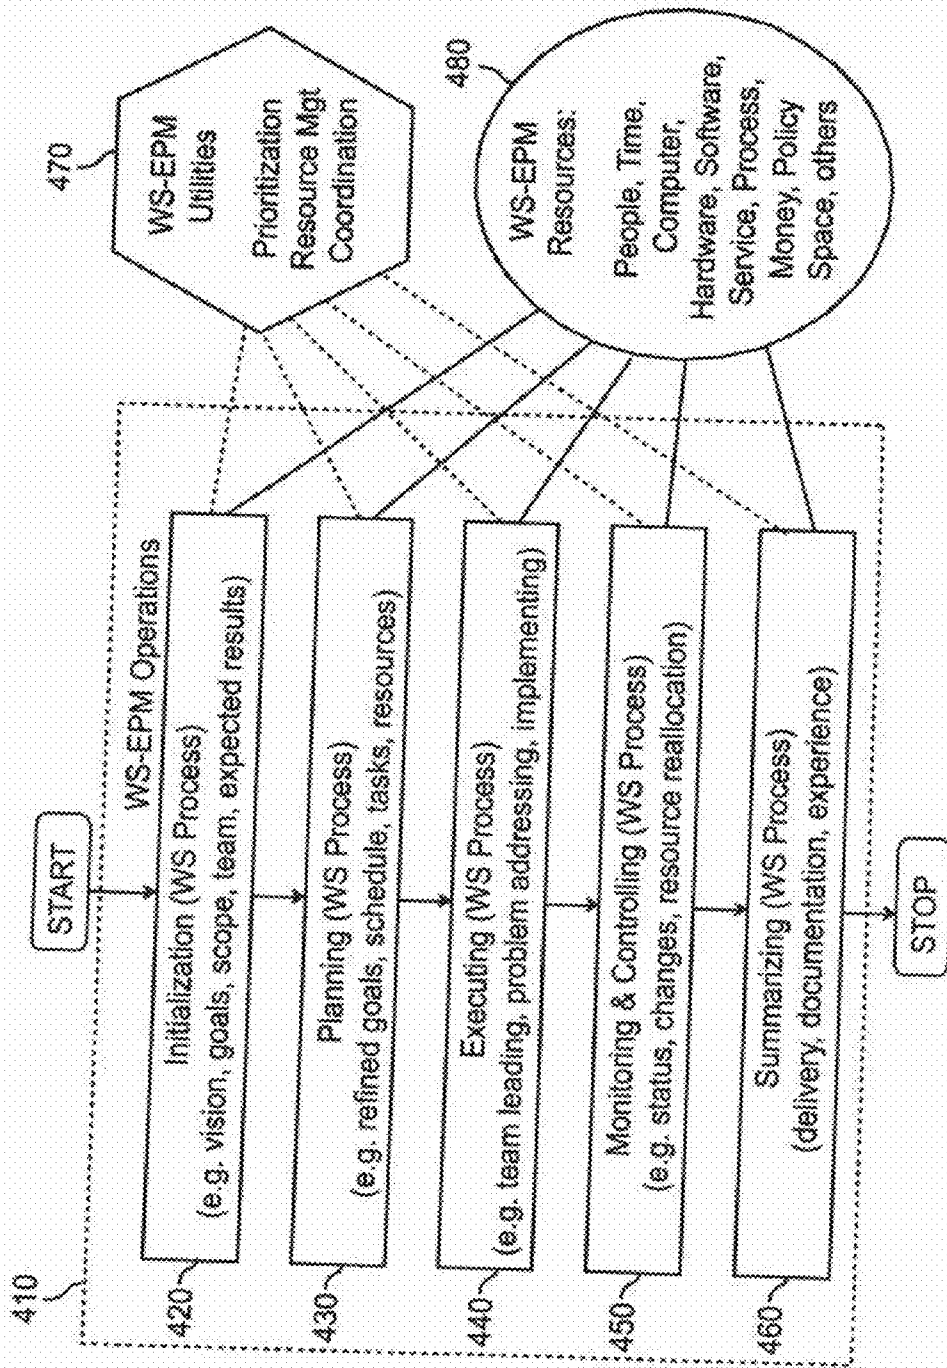 410
START
WS-EPM Operations
420
Initialization (WS Process)
(e.g. vision, goals, scope, team, expected results)
430
Planning (WS Process)
(e.g. refined goals, schedule, tasks, resources)
440
Executing (WS Process)
(e.g. team leading, problem addressing, implementing)
450
Monitoring & Controlling (WS Process)
(e.g. status, changes, resource reallocation)
460
Summarizing (WS Process)
(delivery, documentation, experience)
STOP
470
WS-EPM
Utilities
Prioritization
Resource Mgt
Coordination
480
WS-EPM
Resources:
People, Time,
Computer,
Hardware, Software,
Service, Process,
Money, Policy
Space, others